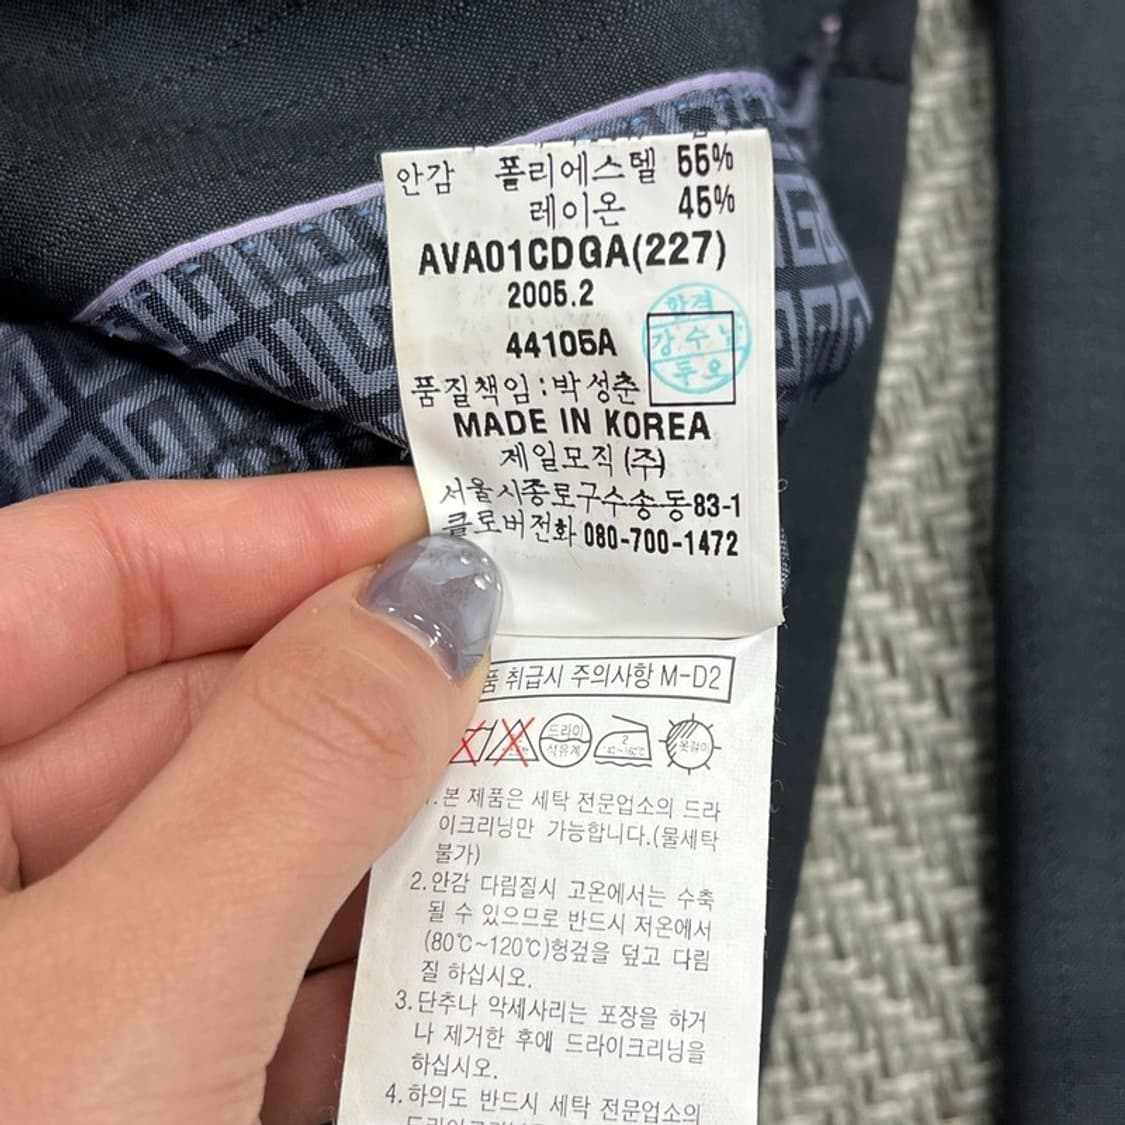 안감 폴리에스텔 55%
레이온 45%
AVA01CDGA(227)
2005.2
44105A
합격
강수남
두오
품질책임:박성춘
MADE IN KOREA
제일모직(주)
서울시종로구수송동83-1
클로버전화 080-700-1472
품 취급시 주의사항 M-D2
드라이
석유계
2
옷걸이
1.본 제품은 세탁 전문업소의 드라
이크리닝만 가능합니다.(물세탁
불가)
2.안감 다림질시 고온에서는 수축
될 수 있으므로 반드시 저온에서
(80℃~120℃)헝겊을 덮고 다림
질 하십시오.
3.단추나 악세사리는 포장을 하거
나 제거한 후에 드라이크리닝을
하십시오.
4.하의도 반드시 세탁 전문업소의